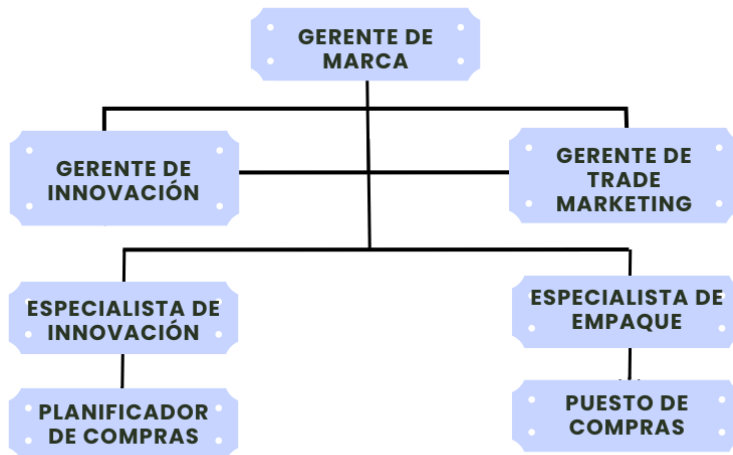 GERENTE DE
MARCA
GERENTE DE
INNOVACIÓN
GERENTE DE
TRADE
MARKETING
ESPECIALISTA DE
INNOVACIÓN
ESPECIALISTA DE
EMPAQUE
PLANIFICADOR
DE COMPRAS
PUESTO DE
COMPRAS